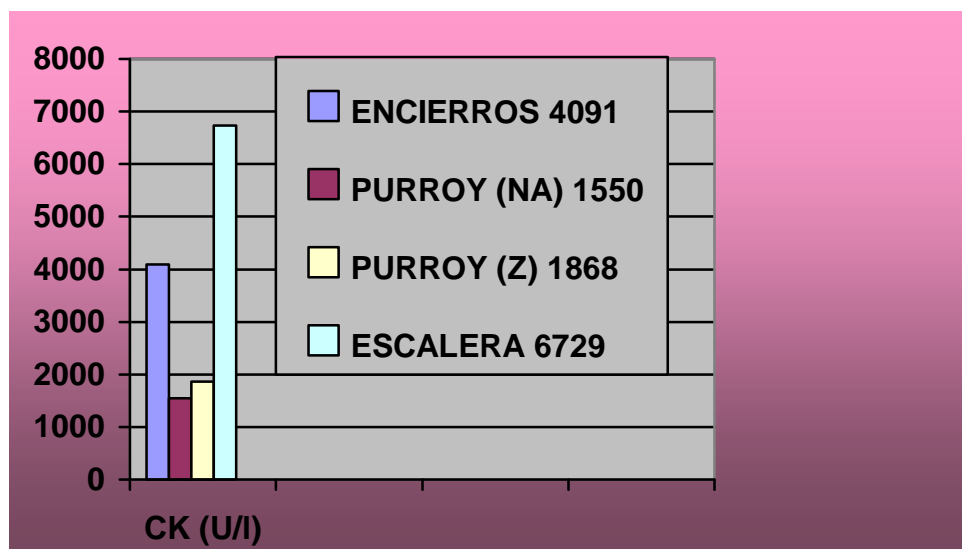 8000
7000
6000
5000
4000
3000
2000
1000
0
ENCIERROS 4091
PURROY (NA) 1550
PURROY (Z) 1868
ESCALERA 6729
CK (U/l)